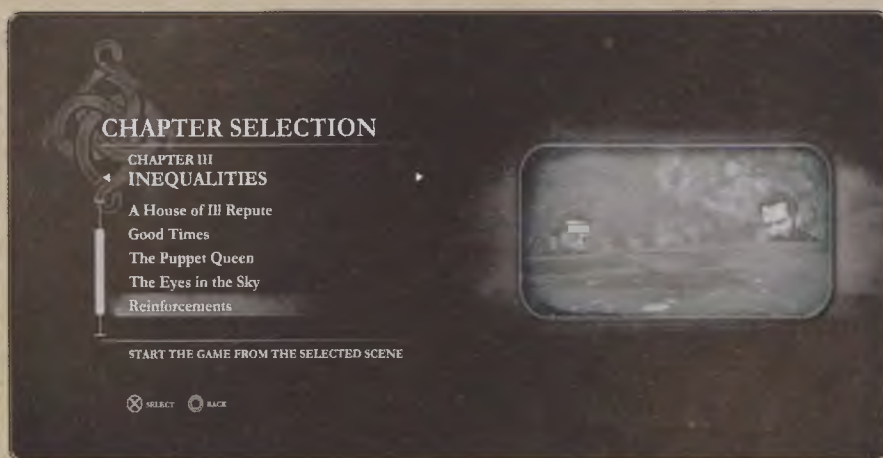 CHAPTER SELECTION
CHAPTER III
INEQUALITIES
A House of Ill Repute
Good Times
The Puppet Queen
The Eyes in the Sky
Reinforcements
START THE GAME FROM THE SELECTED SCENE
SELECT BACK